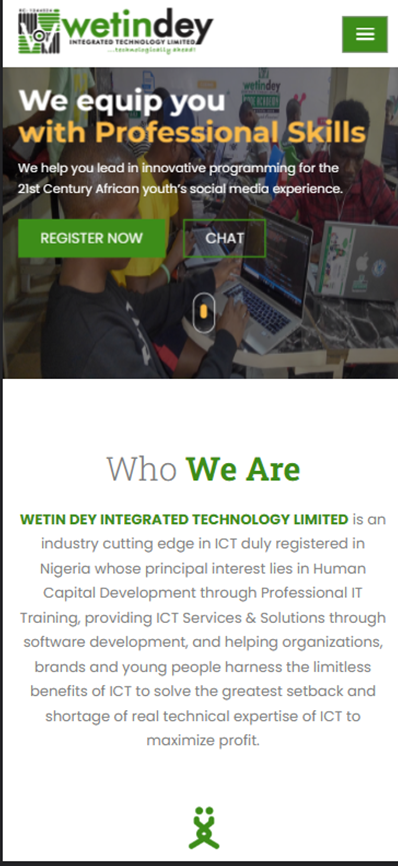 wetindey
INTEGRATED TECHNOLOGY LIMITED
...technologically ahead!
We equip you
with Professional Skills
We help you lead in innovative programming for the
21st Century African youth's social media experience.
REGISTER NOW
CHAT
Who We Are
WETIN DEY INTEGRATED TECHNOLOGY LIMITED is an
industry cutting edge in ICT duly registered in
Nigeria whose principal interest lies in Human
Capital Development through Professional IT
Training, providing ICT Services & Solutions through
software development, and helping organizations,
brands and young people harness the limitless
benefits of ICT to solve the greatest setback and
shortage of real technical expertise of ICT to
maximize profit.